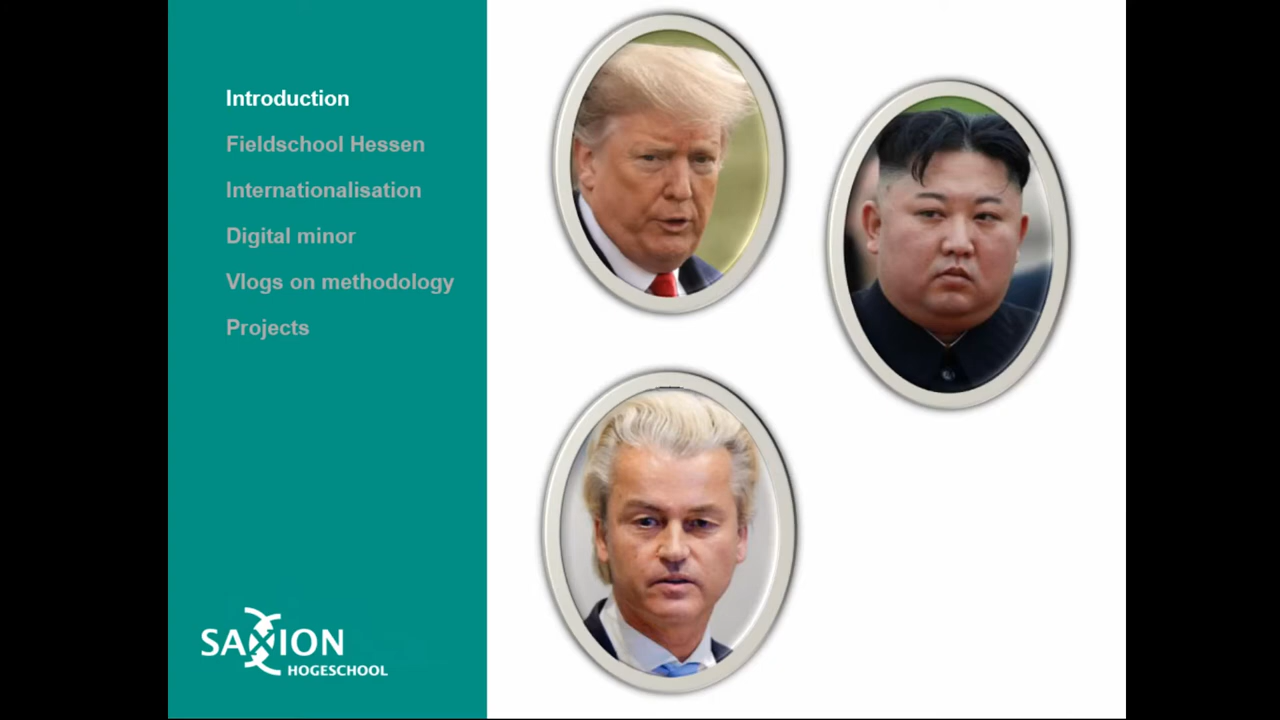 Introduction
Fieldschool Hessen
Internationalisation
Digital minor
Vlogs on methodology
Projects
SAXION
HOGESCHOOL